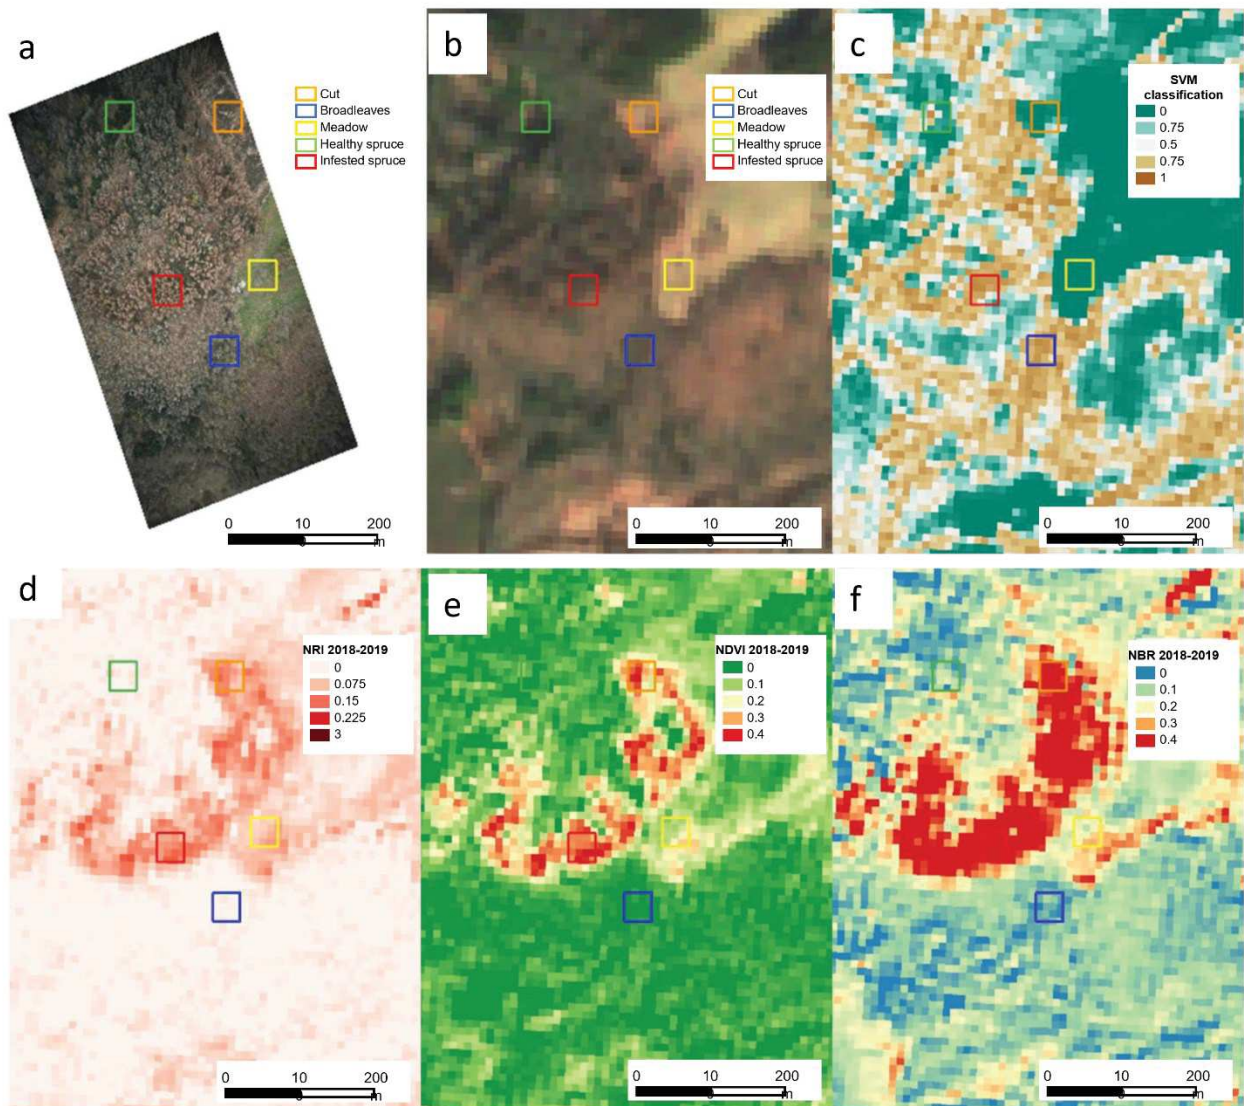 a
Cut
Broadleaves
Meadow
Healthy spruce
Infested spruce
0 10 200
m
b
Cut
Broadleaves
Meadow
Healthy spruce
Infested spruce
0 10 200
m
c
SVM
classification
0
0.75
0.5
0.75
1
0 10 200
m
d
NRI 2018-2019
0
0.075
0.15
0.225
3
0 10 200
m
e
NDVI 2018-2019
0
0.1
0.2
0.3
0.4
0 10 200
m
f
NBR 2018-2019
0
0.1
0.2
0.3
0.4
0 10 200
m